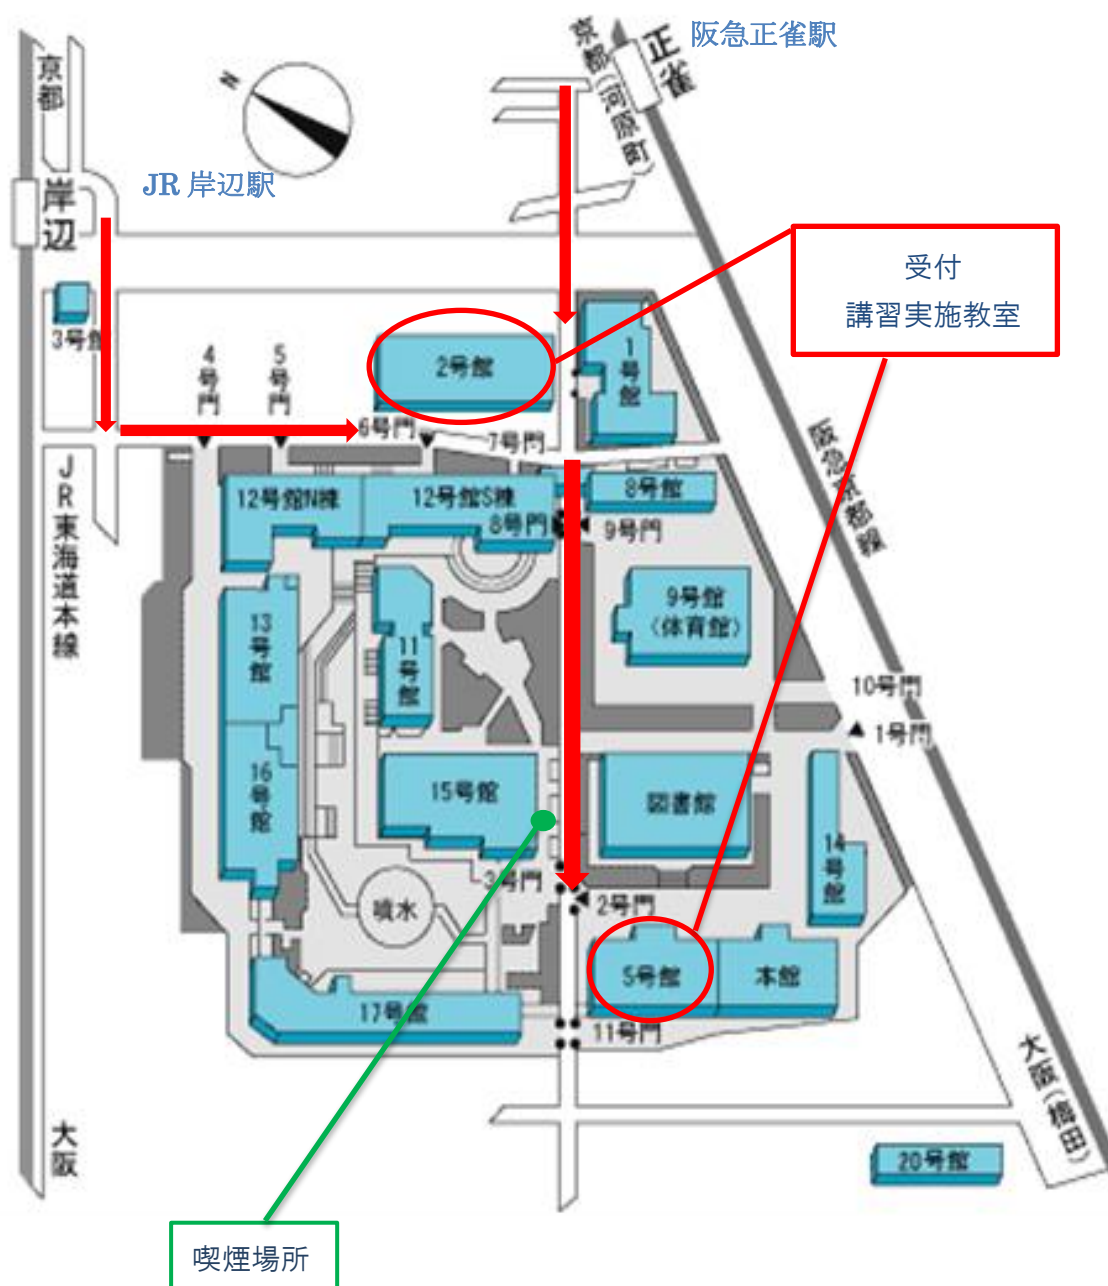 阪急正雀駅
京都
京都(河原町)
正雀
N
JR 岸辺駅
岸辺
受付
講習実施教室
3号館
4号門
5号門
2号館
1号館
6号門
7号門
阪急京都線
JR東海道本線
12号館N棟
12号館S棟
8号館
8号門
9号門
9号館
(体育館)
13号館
11号館
10号門
1号門
16号館
15号館
図書館
14号館
3号門
2号門
噴水
5号館
本館
17号館
11号門
大阪(梅田)
大阪
20号館
喫煙場所